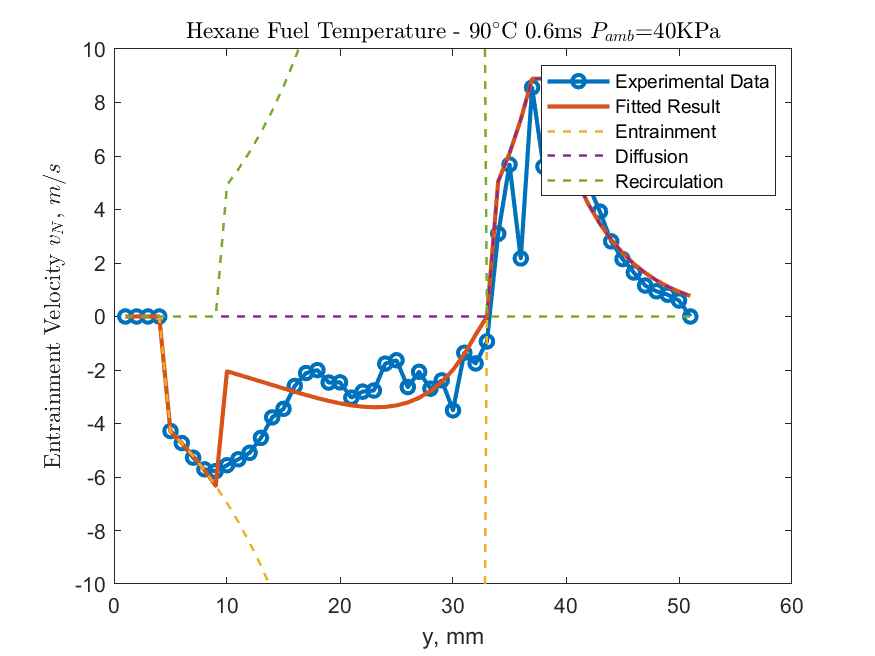 Hexane Fuel Temperature - 90°C 0.6ms P_amb=40KPa
Entrainment Velocity v_N, m/s
10
8
6
4
2
0
-2
-4
-6
-8
-10
Experimental Data
Fitted Result
Entrainment
Diffusion
Recirculation
0 10 20 30 40 50 60
y, mm